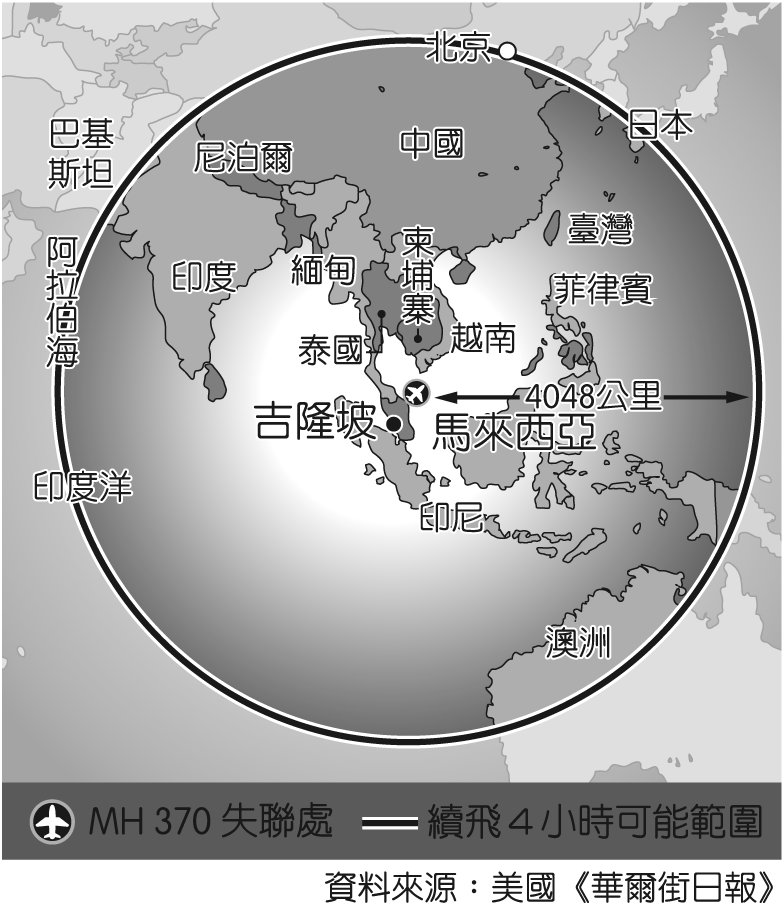 北京
日本
中國
巴基
斯坦
尼泊爾
臺灣
柬埔寨
阿拉伯海
印度
緬甸
菲律賓
越南
泰國
4048公里
吉隆坡
馬來西亞
印度洋
印尼
澳洲
MH 370 失聯處
續飛4小時可能範圍
資料來源：美國《華爾街日報》